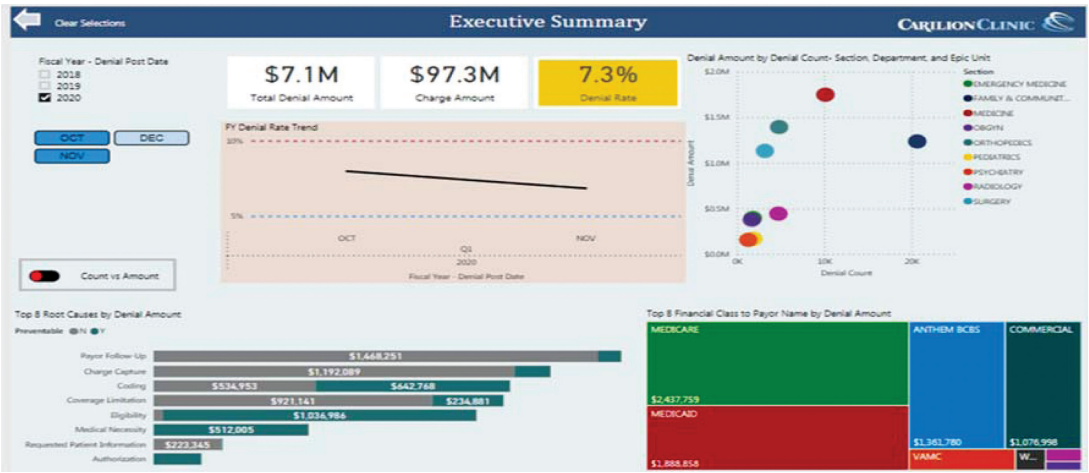 Clear Selections
Executive Summary
CARILION CLINIC
Fiscal Year - Denial Post Date
2018
2019
2020
OCT
DEC
NOV
Count vs Amount
$7.1M
Total Denial Amount
$97.3M
Charge Amount
7.3%
Denial Rate
FY Denial Rate Trend
10%
5%
OCT
NOV
Q1
2020
Fiscal Year - Denial Post Date
Denial Amount by Denial Count- Section, Department, and Epic Unit
$2.0M
$1.5M
$1.0M
$0.5M
$0.0M
Denial Amount
0K
10K
20K
Denial Count
Section
EMERGENCY MEDICINE
FAMILY & COMMUNIT...
MEDICINE
OBGYN
ORTHOPEDICS
PEDIATRICS
PSYCHIATRY
RADIOLOGY
SURGERY
Top 8 Root Causes by Denial Amount
Preventable N Y
Payor Follow-Up $1,468,251
Charge Capture $1,192,089
Coding $534,953 $642,768
Coverage Limitation $921,141 $234,881
Eligibility $1,036,986
Medical Necessity $512,005
Requested Patient Information $223,345
Authorization
Top 8 Financial Class to Payor Name by Denial Amount
MEDICARE
$2,437,759
MEDICAID
$1,888,858
ANTHEM BCBS
$1,361,780
COMMERCIAL
$1,076,998
VAMC
W...